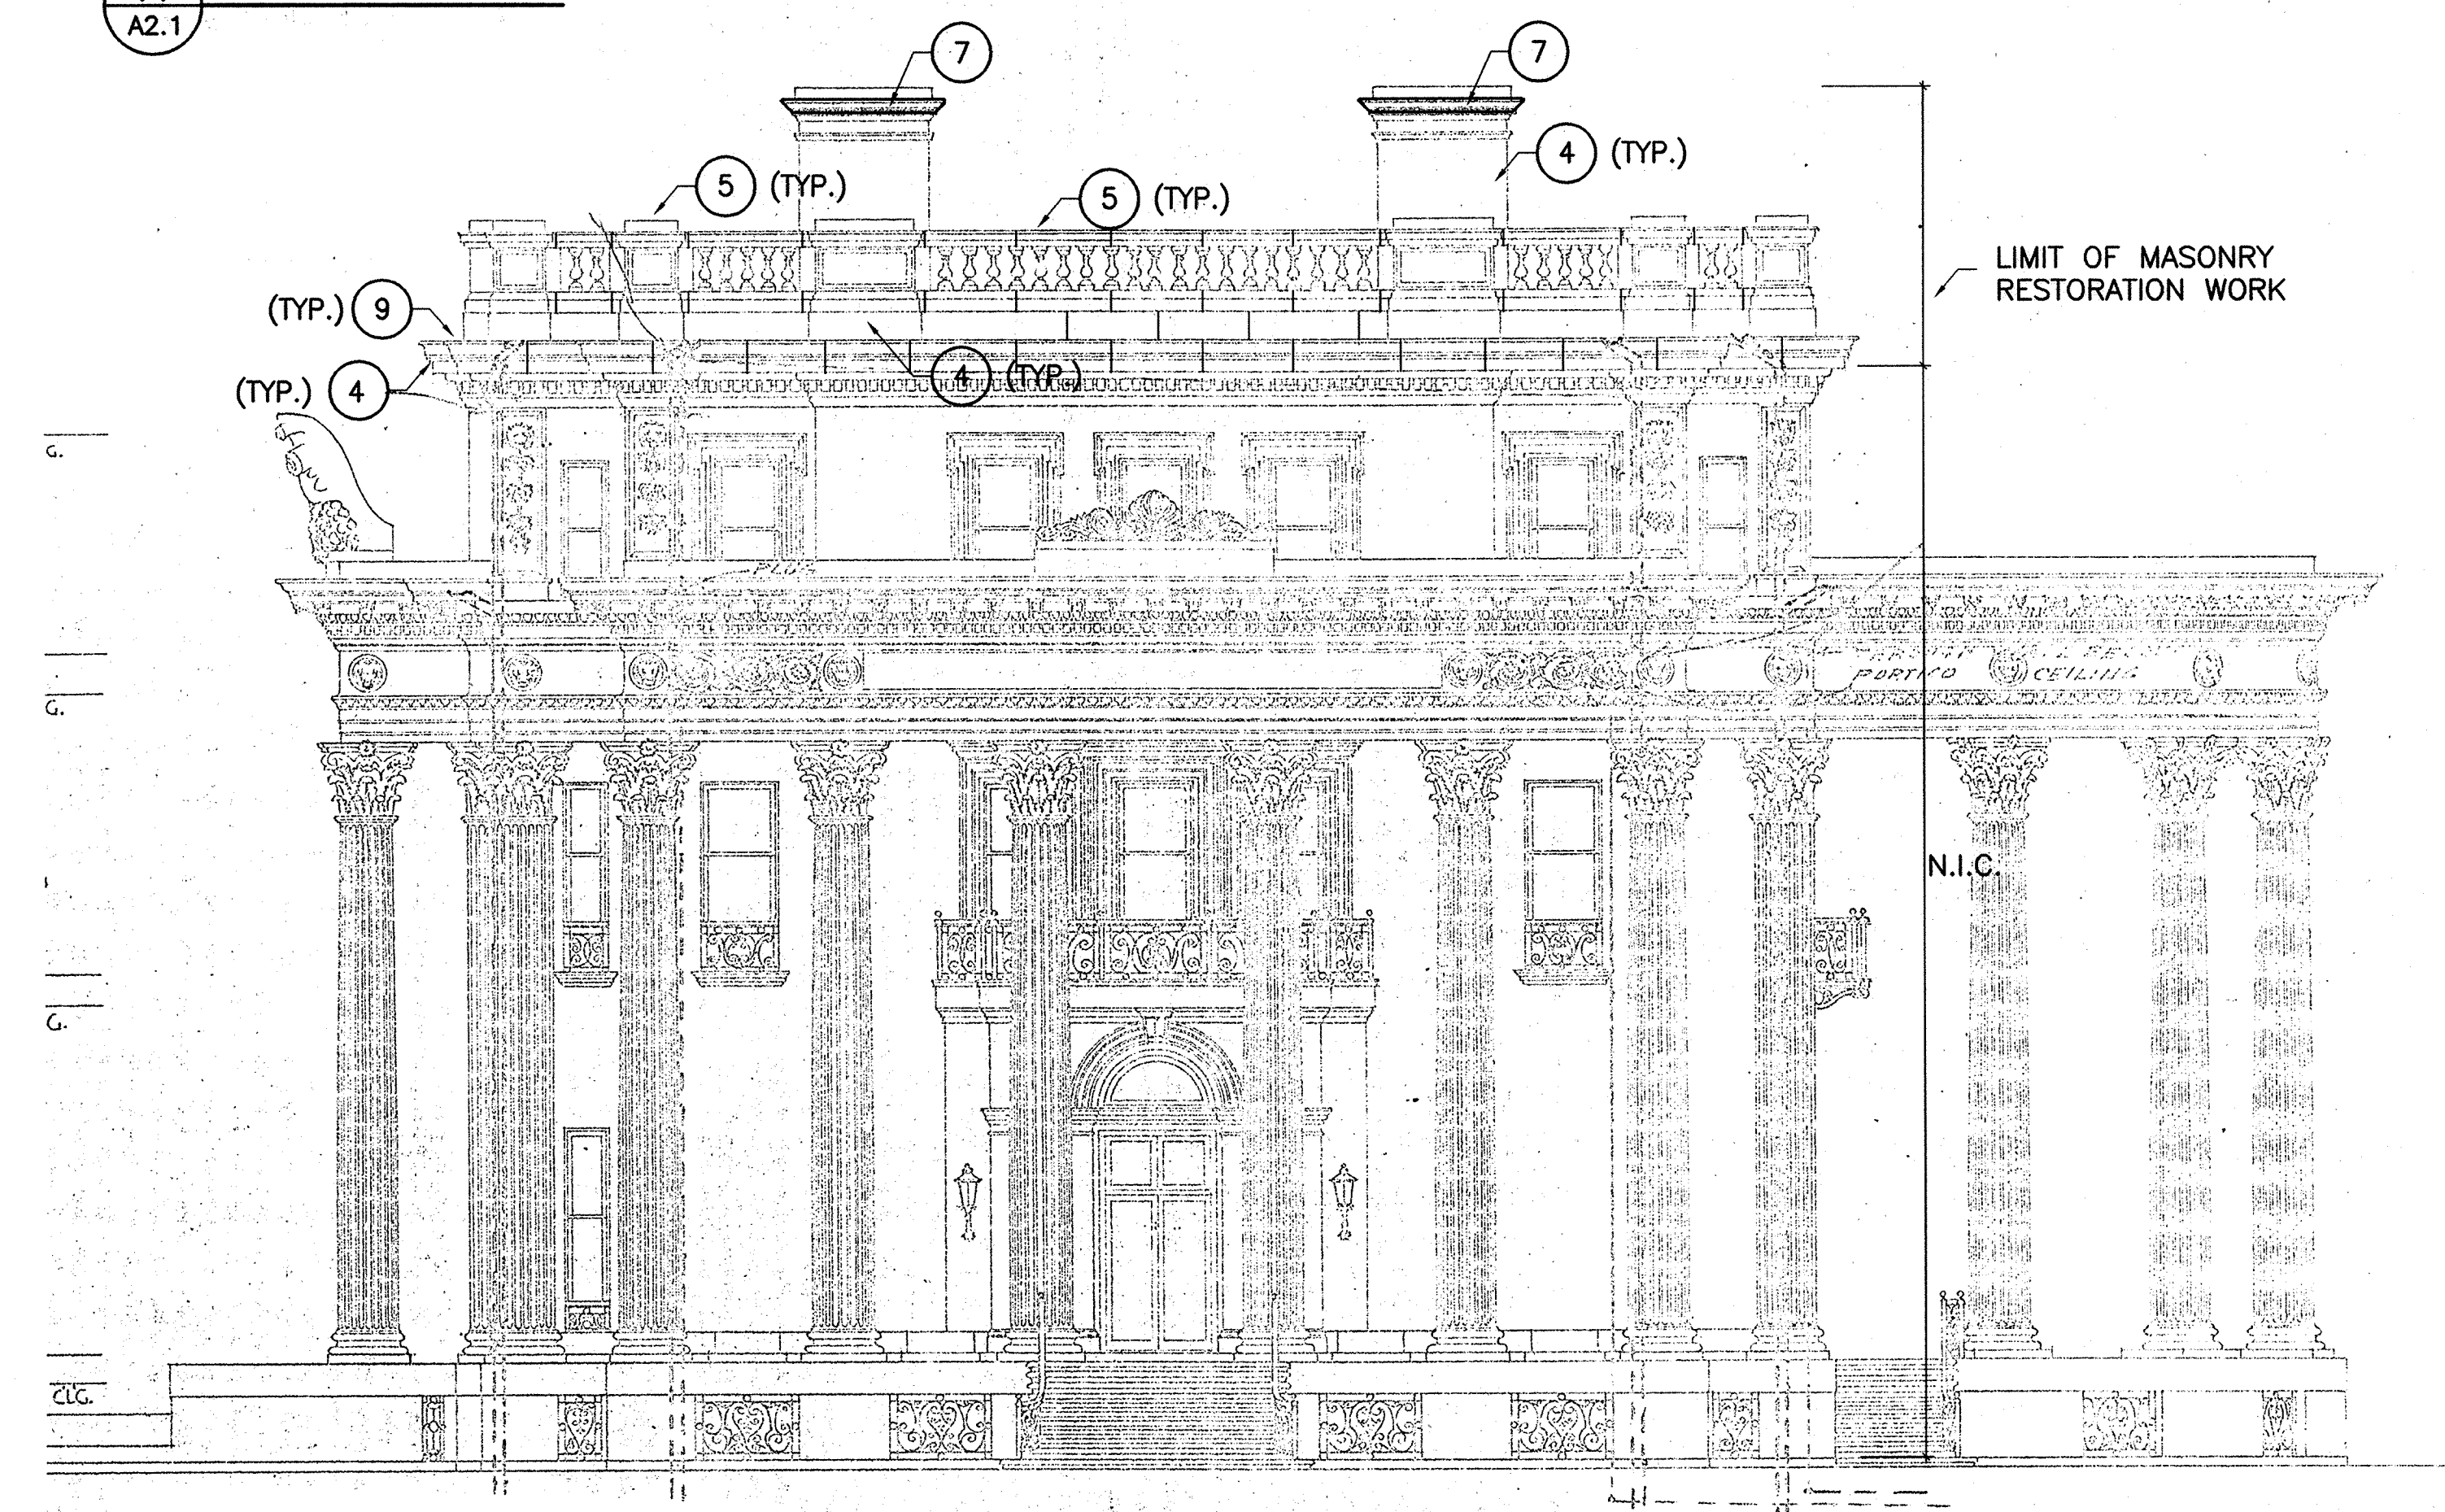 A2.1
7
7
4 (TYP.)
5 (TYP.)
5 (TYP.)
LIMIT OF MASONRY
RESTORATION WORK
(TYP.) 9
4 (TYP.)
(TYP.) 4
G.
PLUG
PORTICO CEILING
G.
N.I.C.
G.
CLG.